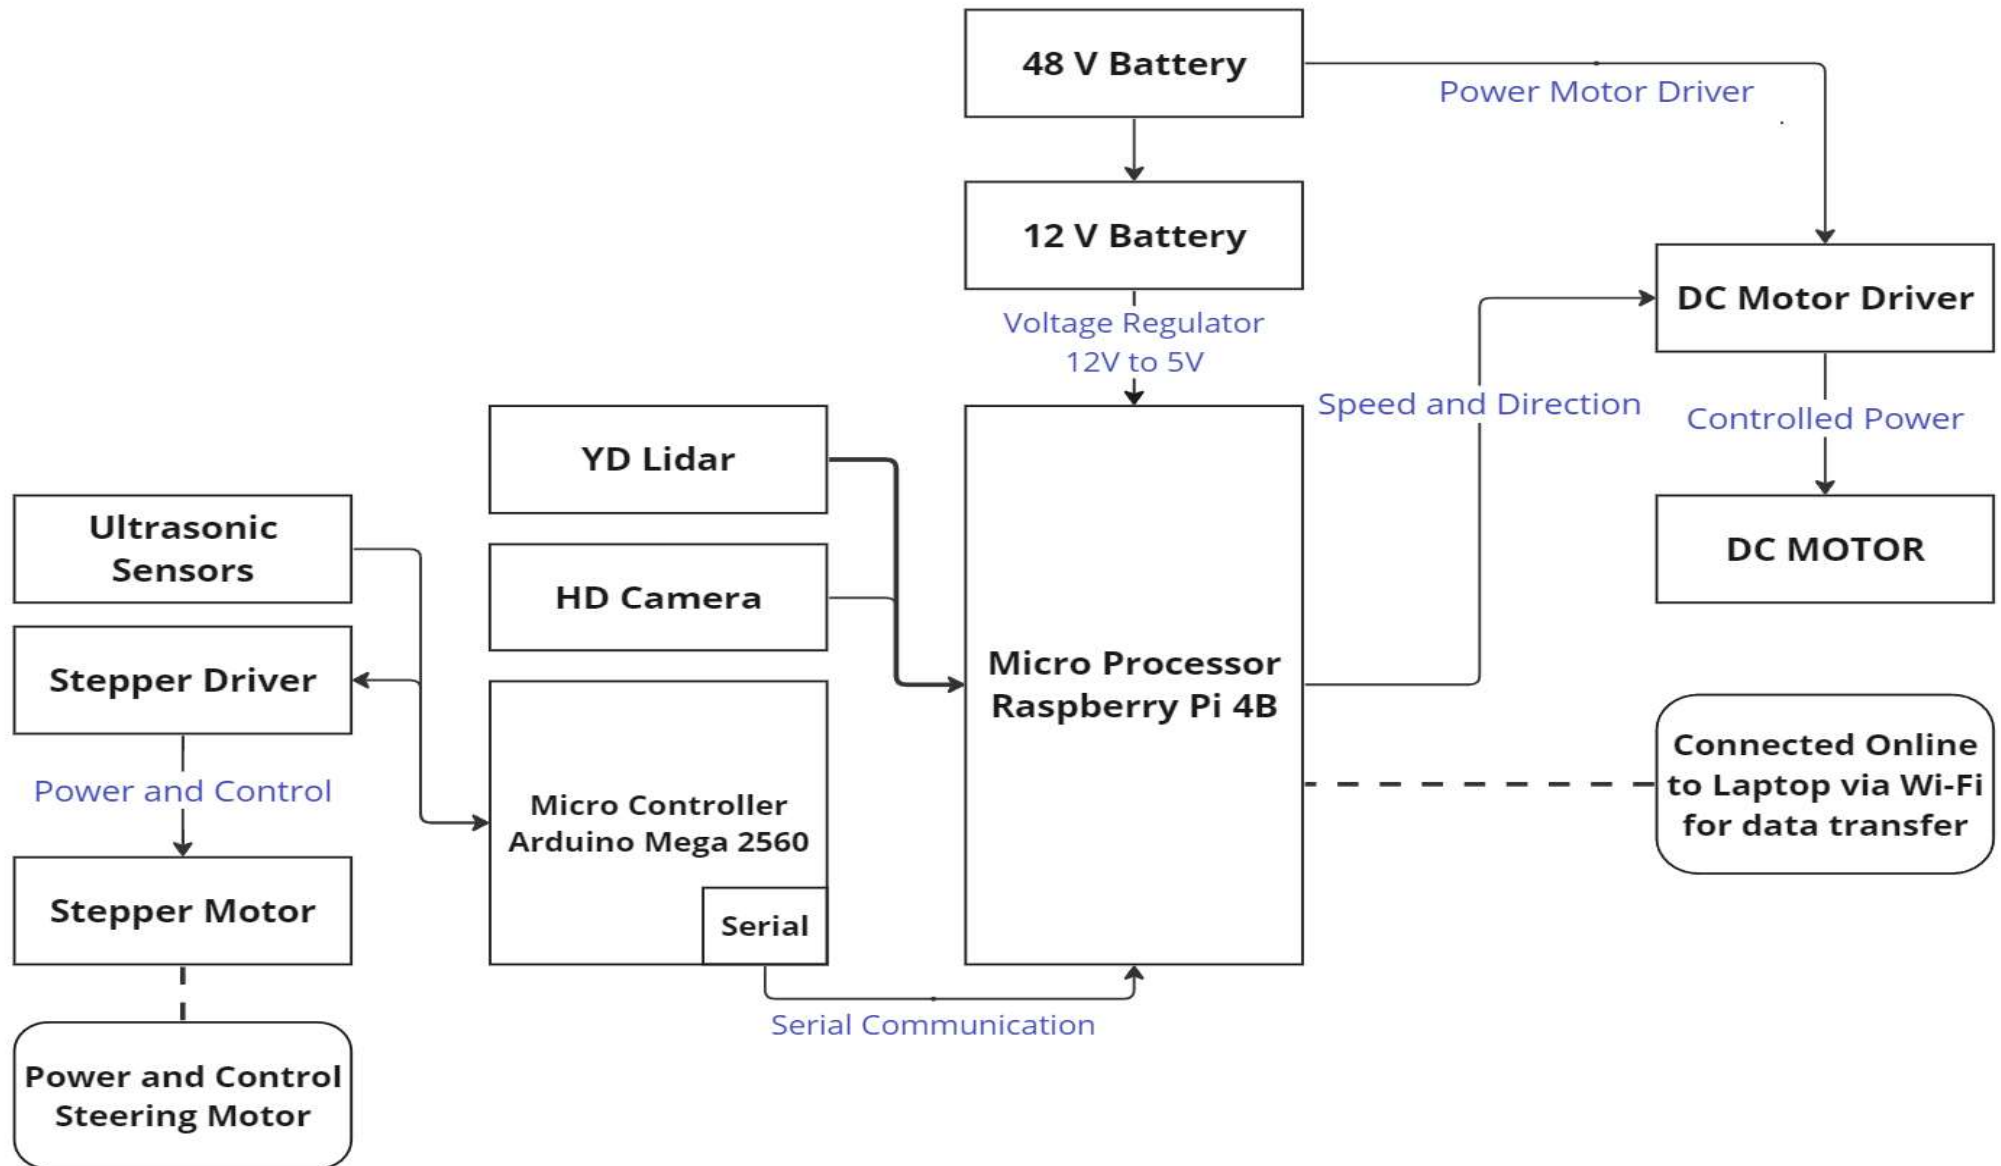 48 V Battery
Power Motor Driver
12 V Battery
DC Motor Driver
Voltage Regulator
12V to 5V
Speed and Direction
Controlled Power
YD Lidar
Ultrasonic
Sensors
DC MOTOR
HD Camera
Stepper Driver
Micro Processor
Raspberry Pi 4B
Power and Control
Micro Controller
Arduino Mega 2560
Connected Online
to Laptop via Wi-Fi
for data transfer
Stepper Motor
Serial
Serial Communication
Power and Control
Steering Motor